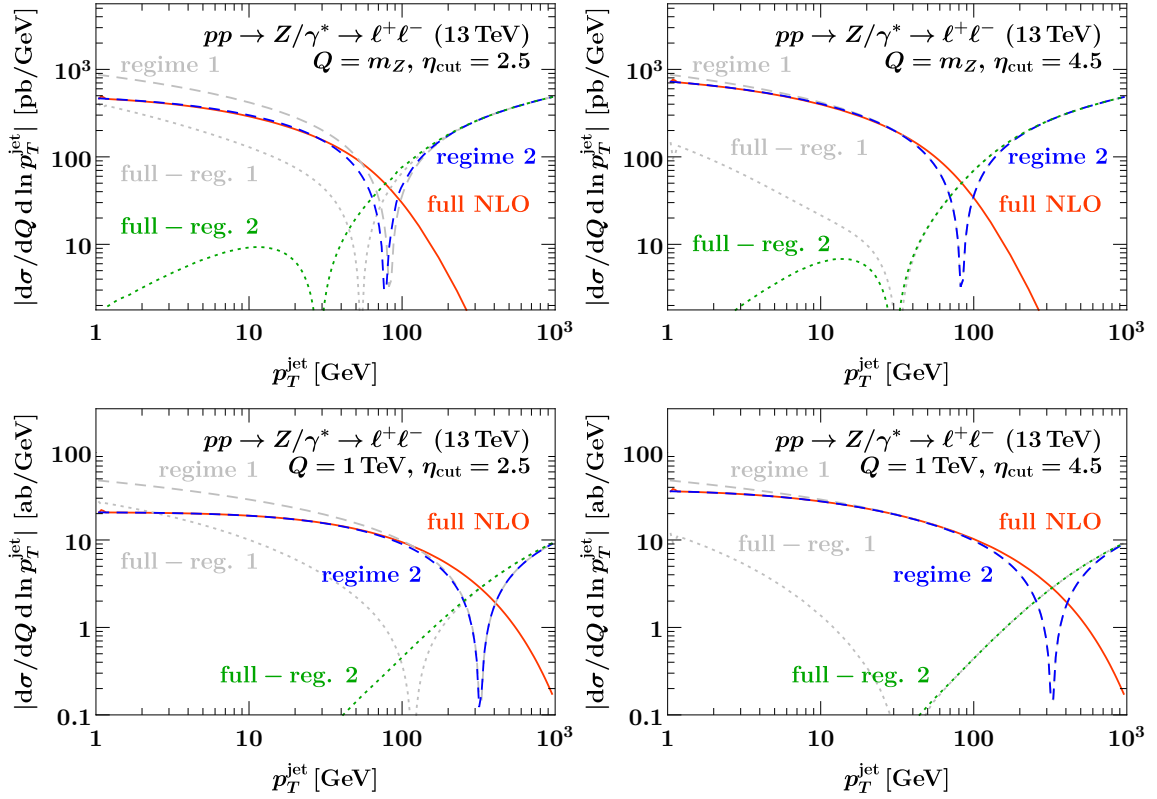 pp → Z/γ* → ℓ⁺ℓ⁻ (13 TeV)
Q = m_Z, η_cut = 2.5
regime 1
full − reg. 1
full − reg. 2
regime 2
full NLO
|dσ/dQ d ln p_T^jet| [pb/GeV]
10³
100
10
1
10
100
10³
p_T^jet [GeV]
pp → Z/γ* → ℓ⁺ℓ⁻ (13 TeV)
Q = m_Z, η_cut = 4.5
regime 1
full − reg. 1
regime 2
full NLO
full − reg. 2
|dσ/dQ d ln p_T^jet| [pb/GeV]
10³
100
10
1
10
100
10³
p_T^jet [GeV]
pp → Z/γ* → ℓ⁺ℓ⁻ (13 TeV)
Q = 1 TeV, η_cut = 2.5
regime 1
full NLO
full − reg. 1
regime 2
full − reg. 2
|dσ/dQ d ln p_T^jet| [ab/GeV]
100
10
1
0.1
1
10
100
10³
p_T^jet [GeV]
pp → Z/γ* → ℓ⁺ℓ⁻ (13 TeV)
Q = 1 TeV, η_cut = 4.5
regime 1
full NLO
full − reg. 1
regime 2
full − reg. 2
|dσ/dQ d ln p_T^jet| [ab/GeV]
100
10
1
0.1
1
10
100
10³
p_T^jet [GeV]